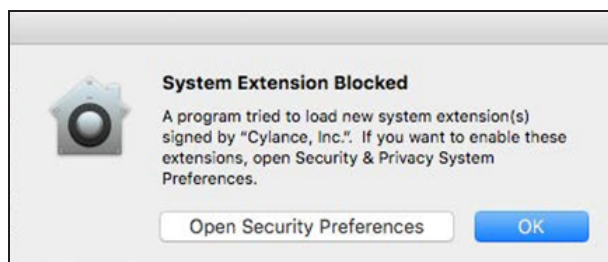 System Extension Blocked
A program tried to load new system extension(s)
signed by “Cylance, Inc.”.  If you want to enable these
extensions, open Security & Privacy System
Preferences.
Open Security Preferences
OK